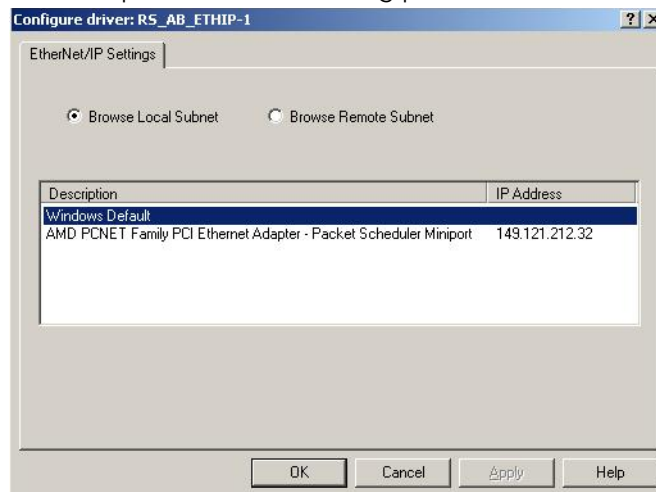 Configure driver: RS_AB_ETHIP-1
EtherNet/IP Settings
Browse Local Subnet Browse Remote Subnet
Description IP Address
Windows Default
AMD PCNET Family PCI Ethernet Adapter - Packet Scheduler Miniport 149.121.212.32
OK Cancel Apply Help